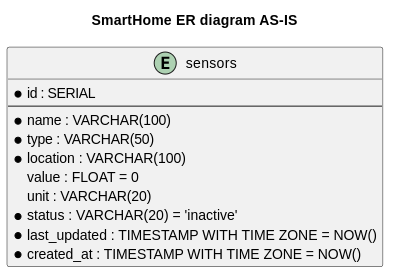 SmartHome ER diagram AS-IS
E sensors
id : SERIAL
name : VARCHAR(100)
type : VARCHAR(50)
location : VARCHAR(100)
value : FLOAT = 0
unit : VARCHAR(20)
status : VARCHAR(20) = 'inactive'
last_updated : TIMESTAMP WITH TIME ZONE = NOW()
created_at : TIMESTAMP WITH TIME ZONE = NOW()